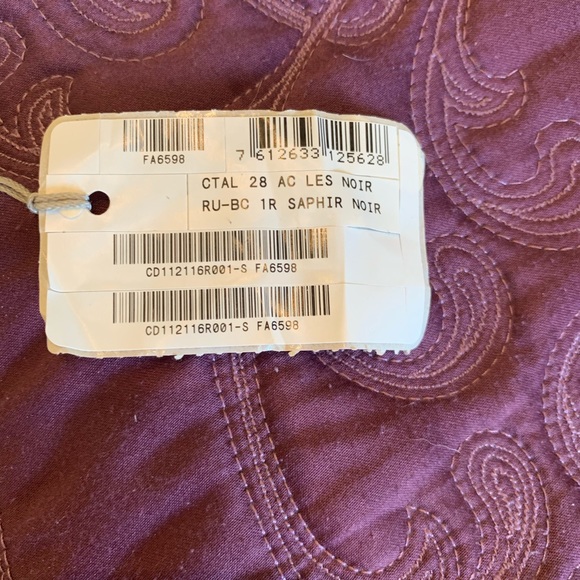 FA6598
7 612633 125628
CTAL 28 AC LES NOIR
RU-BC 1R SAPHIR NOIR
CD112116R001-S FA6598
CD112116R001-S FA6598